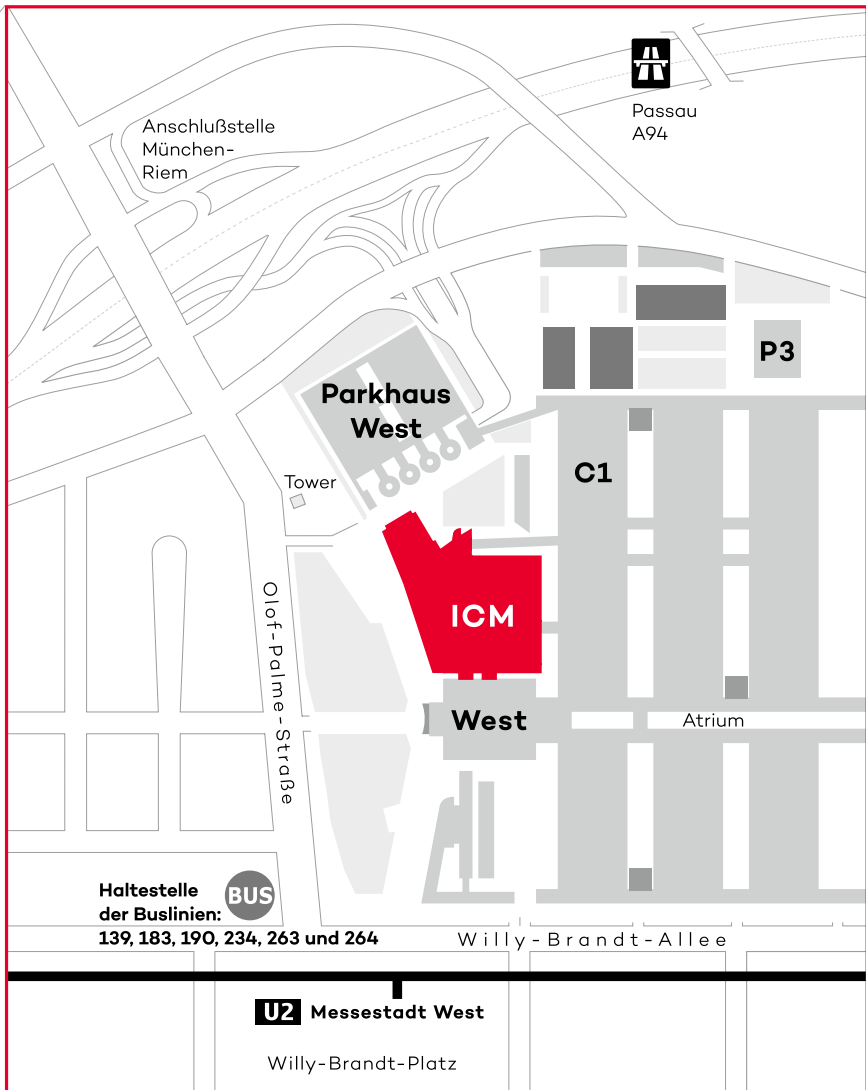 Passau
A94
Anschlußstelle
München-
Riem
P3
Parkhaus
West
C1
Tower
Olof-Palme-Straße
ICM
West
Atrium
Haltestelle
der Buslinien:
BUS
139, 183, 190, 234, 263 und 264
Willy-Brandt-Allee
U2 Messestadt West
Willy-Brandt-Platz